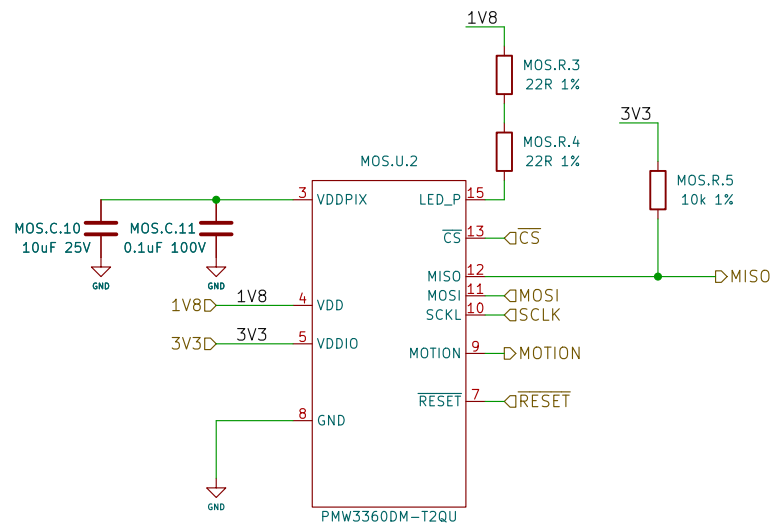 1V8
MOS.R.3
22R 1%
3V3
MOS.R.4
22R 1%
MOS.U.2
MOS.R.5
10k 1%
3
VDDPIX
LED_P
15
MOS.C.10
10uF 25V
MOS.C.11
0.1uF 100V
CS
13
CS
GND
GND
MISO
12
MISO
1V8
1V8
4
VDD
MOSI
11
MOSI
SCKL
10
SCLK
3V3
3V3
5
VDDIO
MOTION
9
MOTION
RESET
7
RESET
8
GND
GND
PMW3360DM-T2QU